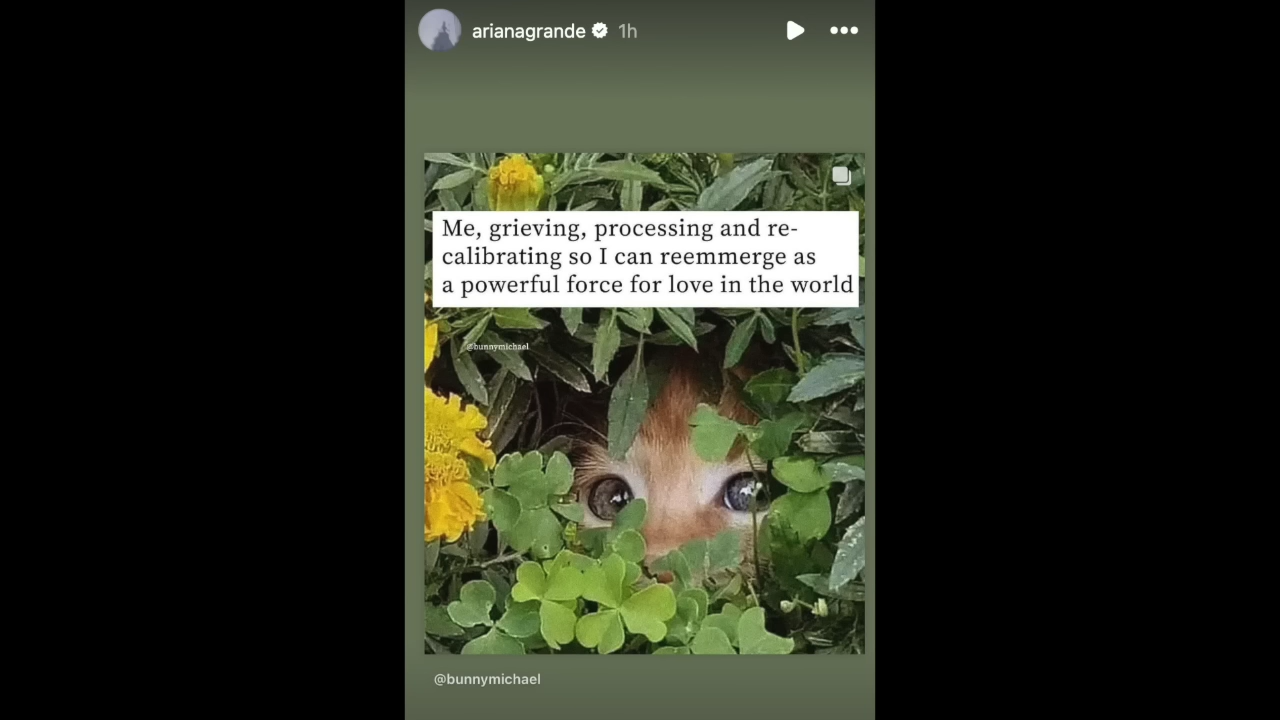 arianagrande 1h
Me, grieving, processing and re-
calibrating so I can reemmerge as
a powerful force for love in the world
@bunnymichael
@bunnymichael